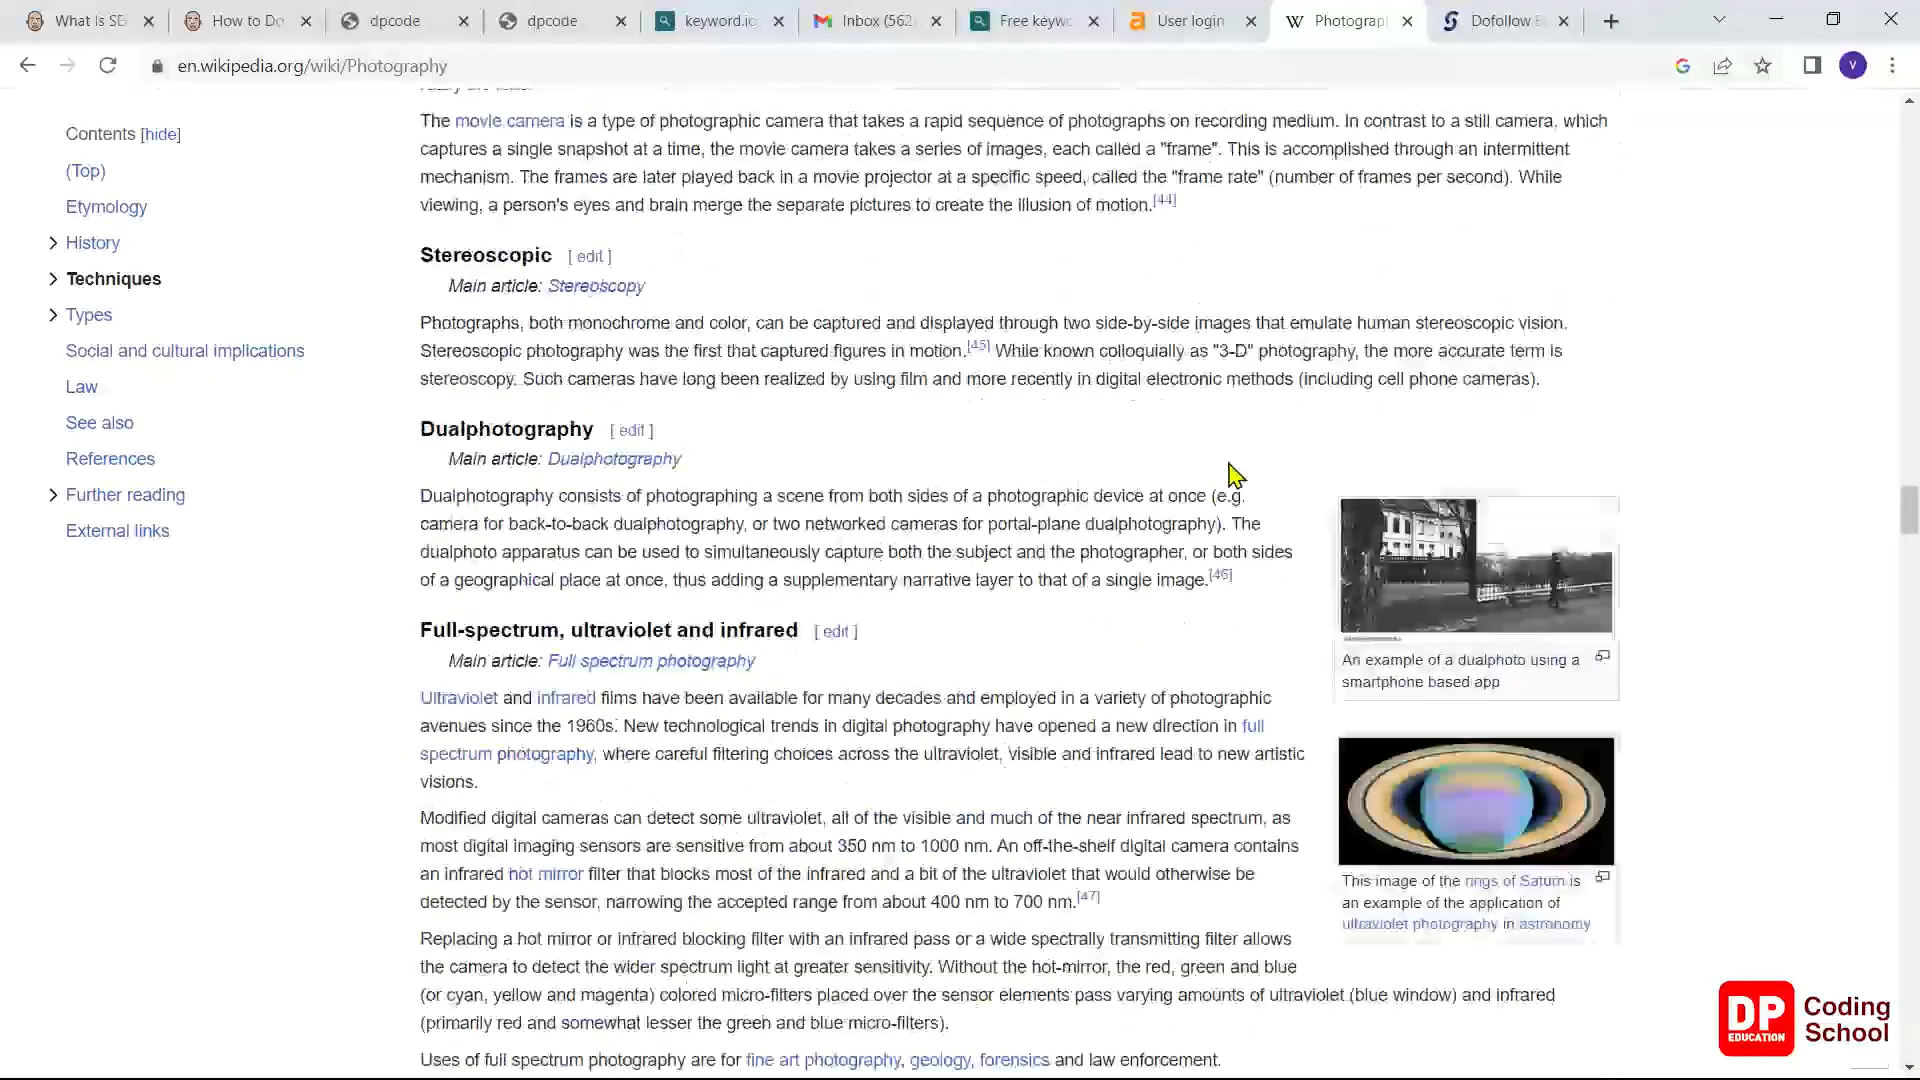 What Is SE
How to Do
dpcode
dpcode
keyword.io
Inbox (562
Free keyw
User login
Photograp
Dofollow
en.wikipedia.org/wiki/Photography
V
Contents [hide]
(Top)
Etymology
History
Techniques
Types
Social and cultural implications
Law
See also
References
Further reading
External links
The movie camera is a type of photographic camera that takes a rapid sequence of photographs on recording medium. In contrast to a still camera, which
captures a single snapshot at a time, the movie camera takes a series of images, each called a "frame". This is accomplished through an intermittent
mechanism. The frames are later played back in a movie projector at a specific speed, called the "frame rate" (number of frames per second). While
viewing, a person's eyes and brain merge the separate pictures to create the illusion of motion.[44]
Stereoscopic [ edit ]
Main article: Stereoscopy
Photographs, both monochrome and color, can be captured and displayed through two side-by-side images that emulate human stereoscopic vision.
Stereoscopic photography was the first that captured figures in motion.[45] While known colloquially as "3-D" photography, the more accurate term is
stereoscopy. Such cameras have long been realized by using film and more recently in digital electronic methods (including cell phone cameras).
Dualphotography [ edit ]
Main article: Dualphotography
Dualphotography consists of photographing a scene from both sides of a photographic device at once (e.g.
camera for back-to-back dualphotography, or two networked cameras for portal-plane dualphotography). The
dualphoto apparatus can be used to simultaneously capture both the subject and the photographer, or both sides
of a geographical place at once, thus adding a supplementary narrative layer to that of a single image.[46]
An example of a dualphoto using a
smartphone based app
Full-spectrum, ultraviolet and infrared [ edit ]
Main article: Full spectrum photography
Ultraviolet and infrared films have been available for many decades and employed in a variety of photographic
avenues since the 1960s. New technological trends in digital photography have opened a new direction in full
spectrum photography, where careful filtering choices across the ultraviolet, visible and infrared lead to new artistic
visions.
This image of the rings of Saturn is
an example of the application of
ultraviolet photography in astronomy
Modified digital cameras can detect some ultraviolet, all of the visible and much of the near infrared spectrum, as
most digital imaging sensors are sensitive from about 350 nm to 1000 nm. An off-the-shelf digital camera contains
an infrared hot mirror filter that blocks most of the infrared and a bit of the ultraviolet that would otherwise be
detected by the sensor, narrowing the accepted range from about 400 nm to 700 nm.[47]
Replacing a hot mirror or infrared blocking filter with an infrared pass or a wide spectrally transmitting filter allows
the camera to detect the wider spectrum light at greater sensitivity. Without the hot-mirror, the red, green and blue
(or cyan, yellow and magenta) colored micro-filters placed over the sensor elements pass varying amounts of ultraviolet (blue window) and infrared
(primarily red and somewhat lesser the green and blue micro-filters).
Uses of full spectrum photography are for fine art photography, geology, forensics and law enforcement.
DP
EDUCATION
Coding
School